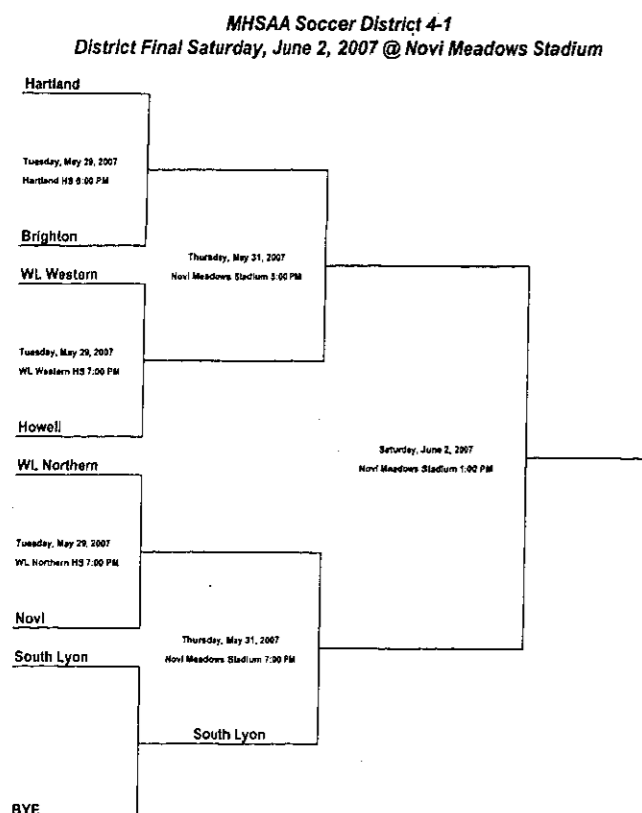 MHSAA Soccer District 4-1
District Final Saturday, June 2, 2007 @ Novi Meadows Stadium
Hartland
Tuesday, May 29, 2007
Hartland HS 6:00 PM
Brighton
WL Western
Thursday, May 31, 2007
Novi Meadows Stadium 5:00 PM
Tuesday, May 29, 2007
WL Western HS 7:00 PM
Howell
WL Northern
Saturday, June 2, 2007
Novi Meadows Stadium 1:00 PM
Tuesday, May 29, 2007
WL Northern HS 7:00 PM
Novi
South Lyon
Thursday, May 31, 2007
Novi Meadows Stadium 7:00 PM
South Lyon
BYE